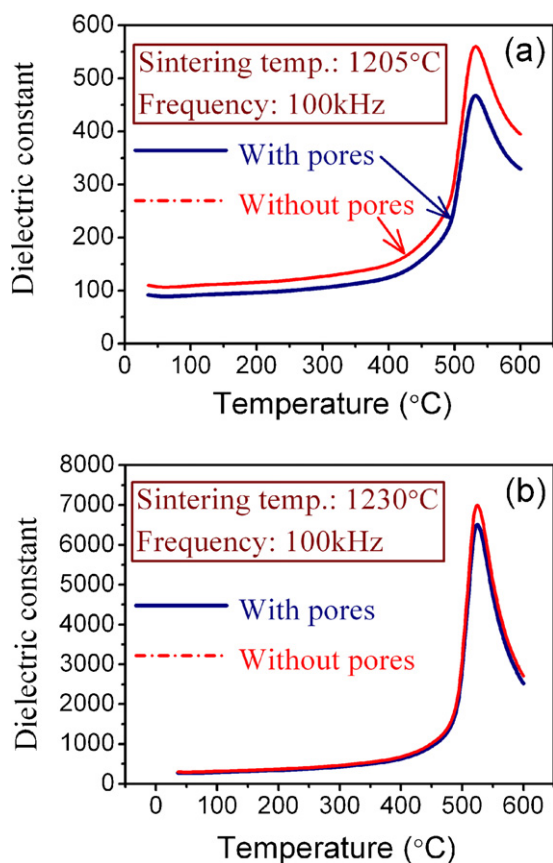 (a)
Sintering temp.: 1205°C
Frequency: 100kHz
With pores
Without pores
Dielectric constant
600
500
400
300
200
100
0
0 100 200 300 400 500 600
Temperature (°C)
(b)
Sintering temp.: 1230°C
Frequency: 100kHz
With pores
Without pores
Dielectric constant
8000
7000
6000
5000
4000
3000
2000
1000
0
0 100 200 300 400 500 600
Temperature (°C)